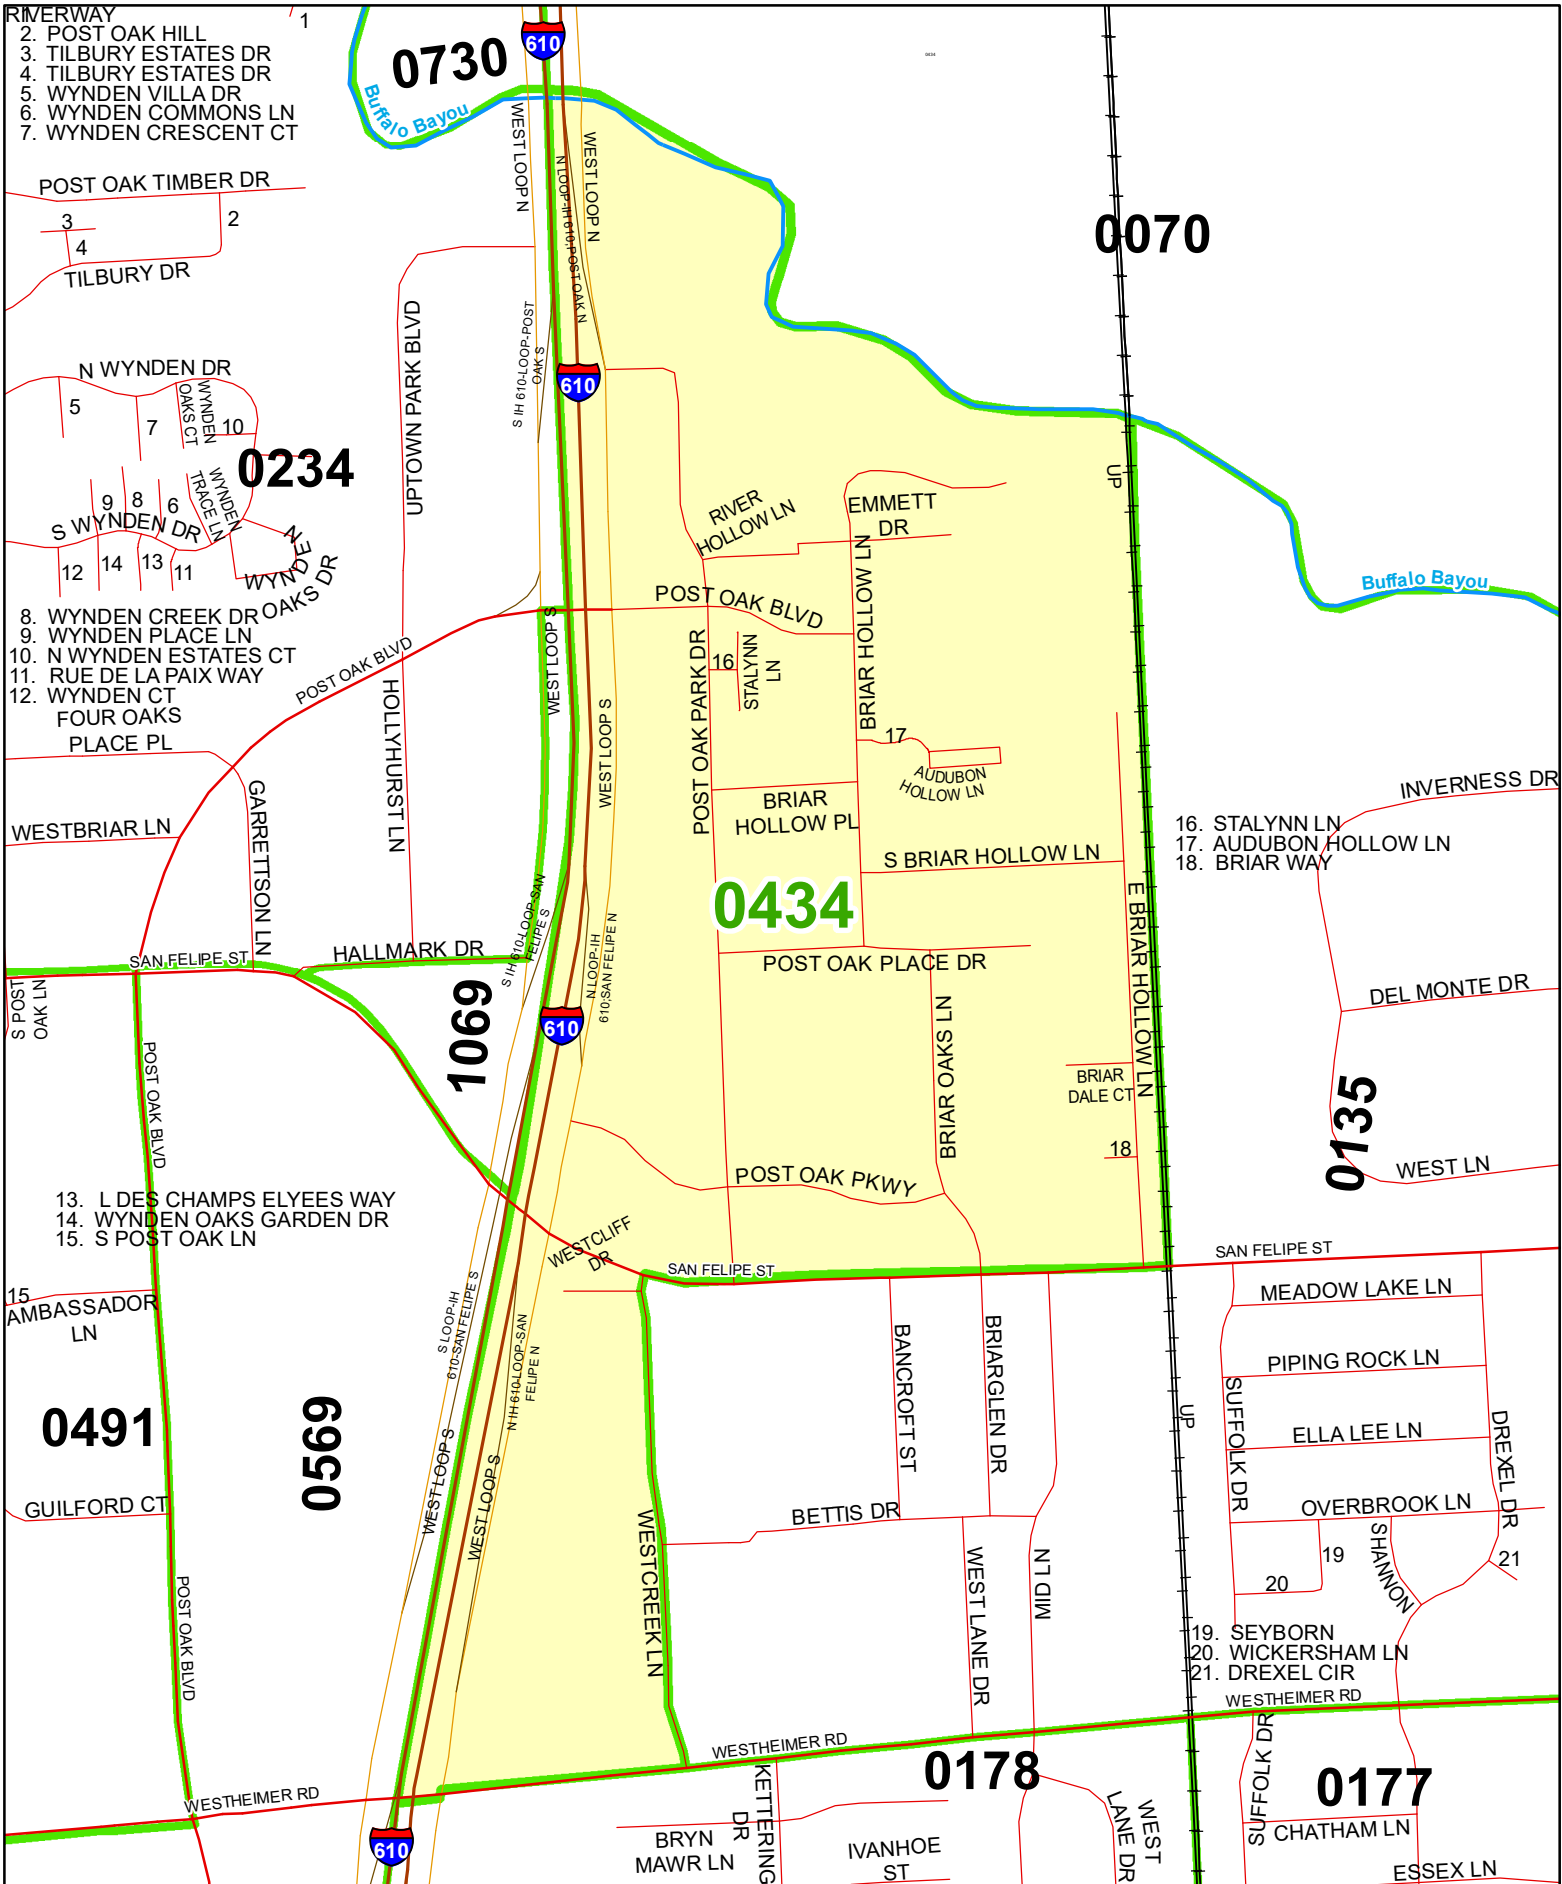 RIVERWAY
1
2. POST OAK HILL
3. TILBURY ESTATES DR
4. TILBURY ESTATES DR
5. WYNDEN VILLA DR
6. WYNDEN COMMONS LN
7. WYNDEN CRESCENT CT
0730
610
0434
Buffalo Bayou
WEST LOOP N
N LOOP-IH 610;POST OAK N
WEST LOOP N
POST OAK TIMBER DR
3
2
4
TILBURY DR
0070
UPTOWN PARK BLVD
S IH 610-LOOP-POST
OAK S
610
N WYNDEN DR
5
7
WYNDEN
OAKS CT
10
0234
9
8
6
WYNDEN
TRACE LN
S WYNDEN DR
12
14
13
11
N
WYNDEN
OAKS DR
RIVER
HOLLOW LN
EMMETT
DR
UP
Buffalo Bayou
8. WYNDEN CREEK DR
9. WYNDEN PLACE LN
10. N WYNDEN ESTATES CT
11. RUE DE LA PAIX WAY
12. WYNDEN CT
POST OAK BLVD
POST OAK BLVD
WEST LOOP S
BRIAR HOLLOW LN
POST OAK PARK DR
16
STALYNN
LN
FOUR OAKS
PLACE PL
HOLLYHURST LN
WEST LOOP S
17
AUDUBON
HOLLOW LN
GARRETTSON LN
WESTBRIAR LN
BRIAR
HOLLOW PL
INVERNESS DR
16. STALYNN LN
17. AUDUBON HOLLOW LN
18. BRIAR WAY
S BRIAR HOLLOW LN
0434
E BRIAR HOLLOW LN
S IH 610-LOOP-SAN
FELIPE S
N LOOP-IH
610;SAN FELIPE N
SAN FELIPE ST
HALLMARK DR
POST OAK PLACE DR
S POST
OAK LN
1069
610
DEL MONTE DR
POST OAK BLVD
BRIAR OAKS LN
BRIAR
DALE CT
0135
18
WEST LN
POST OAK PKWY
13. L DES CHAMPS ELYEES WAY
14. WYNDEN OAKS GARDEN DR
15. S POST OAK LN
WESTCLIFF
DR
SAN FELIPE ST
SAN FELIPE ST
15
AMBASSADOR
LN
S LOOP-IH
610-SAN FELIPE S
N IH 610-LOOP-SAN
FELIPE N
MEADOW LAKE LN
PIPING ROCK LN
BANCROFT ST
BRIARGLEN DR
0491
0569
UP
SUFFOLK DR
ELLA LEE LN
DREXEL DR
WEST LOOP S
WEST LOOP S
GUILFORD CT
BETTIS DR
OVERBROOK LN
WESTCREEK LN
WEST LANE DR
MID LN
19
SHANNON
21
20
POST OAK BLVD
19. SEYBORN
20. WICKERSHAM LN
21. DREXEL CIR
WESTHEIMER RD
WESTHEIMER RD
WESTHEIMER RD
0178
0177
KETTERING
DR
SUFFOLK DR
610
BRYN
MAWR LN
IVANHOE
ST
WEST
LANE DR
CHATHAM LN
ESSEX LN